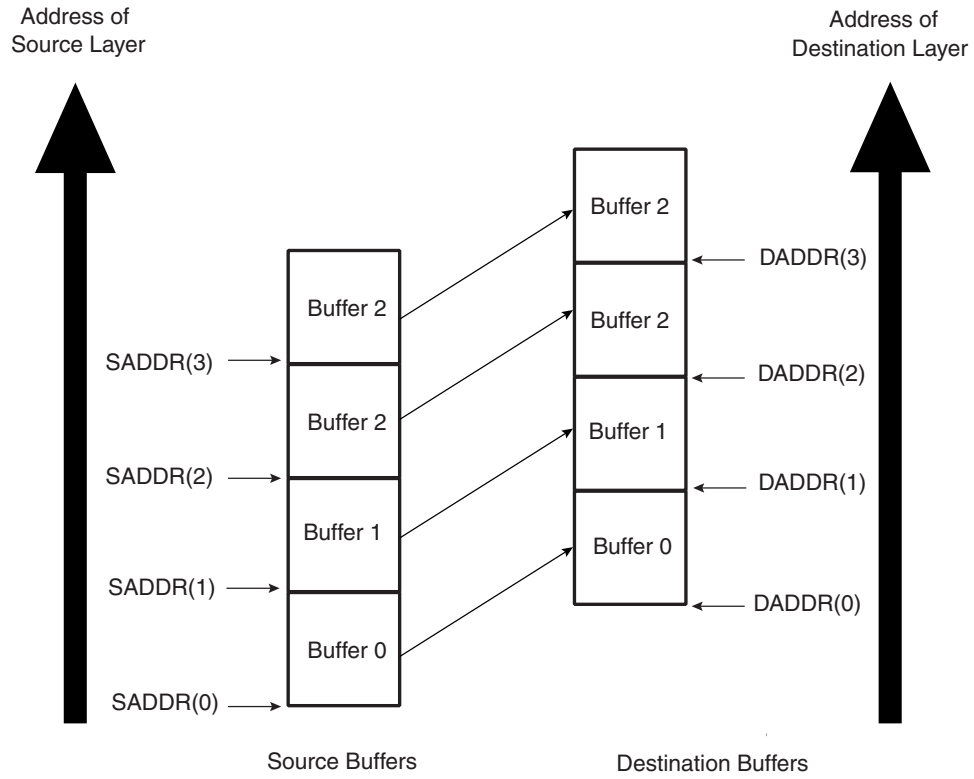 Address of
Source Layer
Address of
Destination Layer
Buffer 2
DADDR(3)
Buffer 2
Buffer 2
SADDR(3)
DADDR(2)
Buffer 2
Buffer 1
SADDR(2)
DADDR(1)
Buffer 1
Buffer 0
SADDR(1)
DADDR(0)
Buffer 0
SADDR(0)
Source Buffers
Destination Buffers